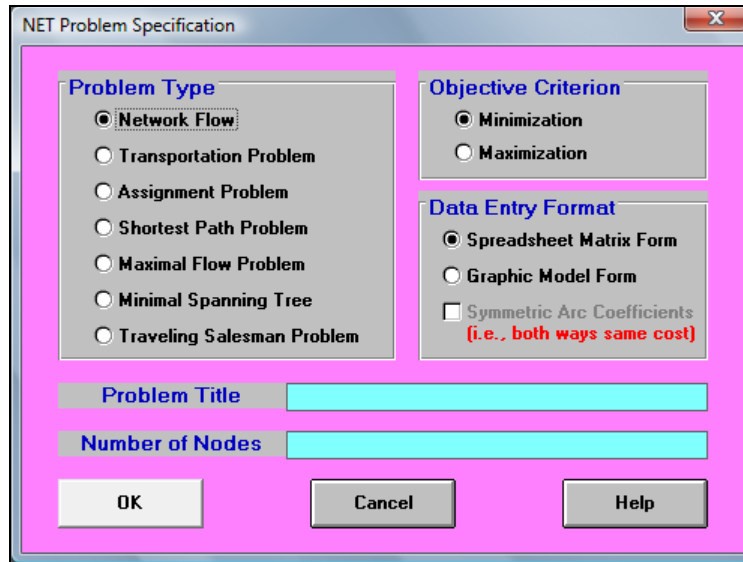 NET Problem Specification
Problem Type
Network Flow
Transportation Problem
Assignment Problem
Shortest Path Problem
Maximal Flow Problem
Minimal Spanning Tree
Traveling Salesman Problem
Objective Criterion
Minimization
Maximization
Data Entry Format
Spreadsheet Matrix Form
Graphic Model Form
Symmetric Arc Coefficients
(i.e., both ways same cost)
Problem Title
Number of Nodes
OK
Cancel
Help